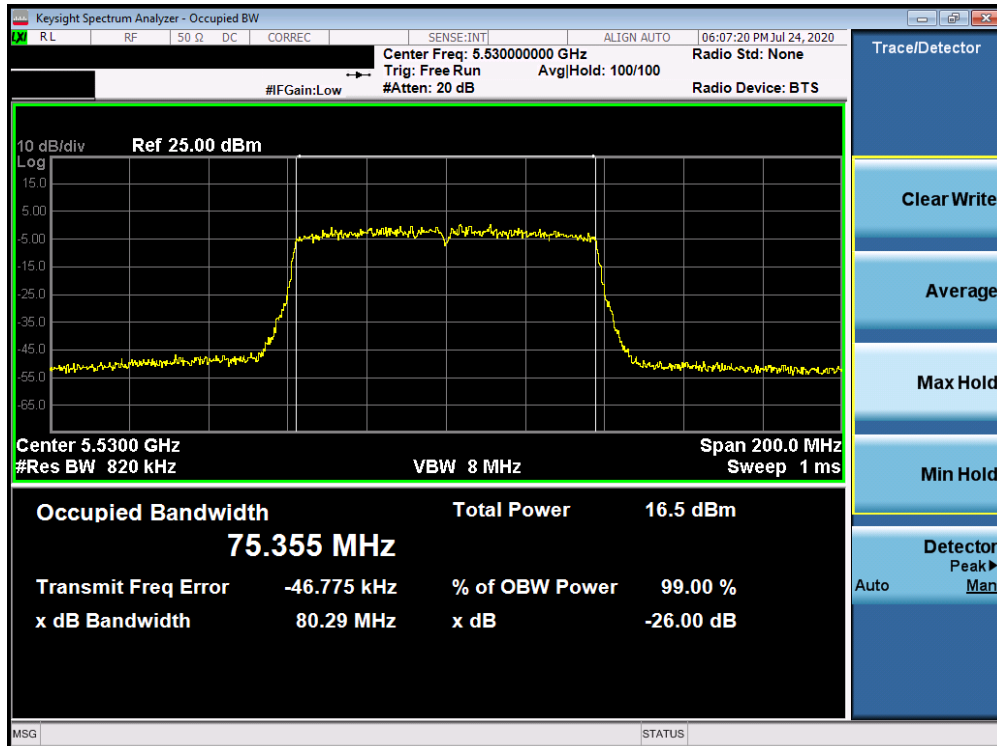 Keysight Spectrum Analyzer - Occupied BW
LXI RL RF 50 Ω DC CORREC SENSE:INT ALIGN AUTO 06:07:20 PM Jul 24, 2020
Center Freq: 5.530000000 GHz Radio Std: None
Trig: Free Run Avg|Hold: 100/100
#IFGain:Low #Atten: 20 dB Radio Device: BTS
10 dB/div Ref 25.00 dBm
Log
15.0
5.00
-5.00
-15.0
-25.0
-35.0
-45.0
-55.0
-65.0
Center 5.5300 GHz Span 200.0 MHz
#Res BW 820 kHz VBW 8 MHz Sweep 1 ms
Occupied Bandwidth Total Power 16.5 dBm
75.355 MHz
Transmit Freq Error -46.775 kHz % of OBW Power 99.00 %
x dB Bandwidth 80.29 MHz x dB -26.00 dB
MSG STATUS
Trace/Detector
Clear Write
Average
Max Hold
Min Hold
Detector
Peak▶
Auto Man